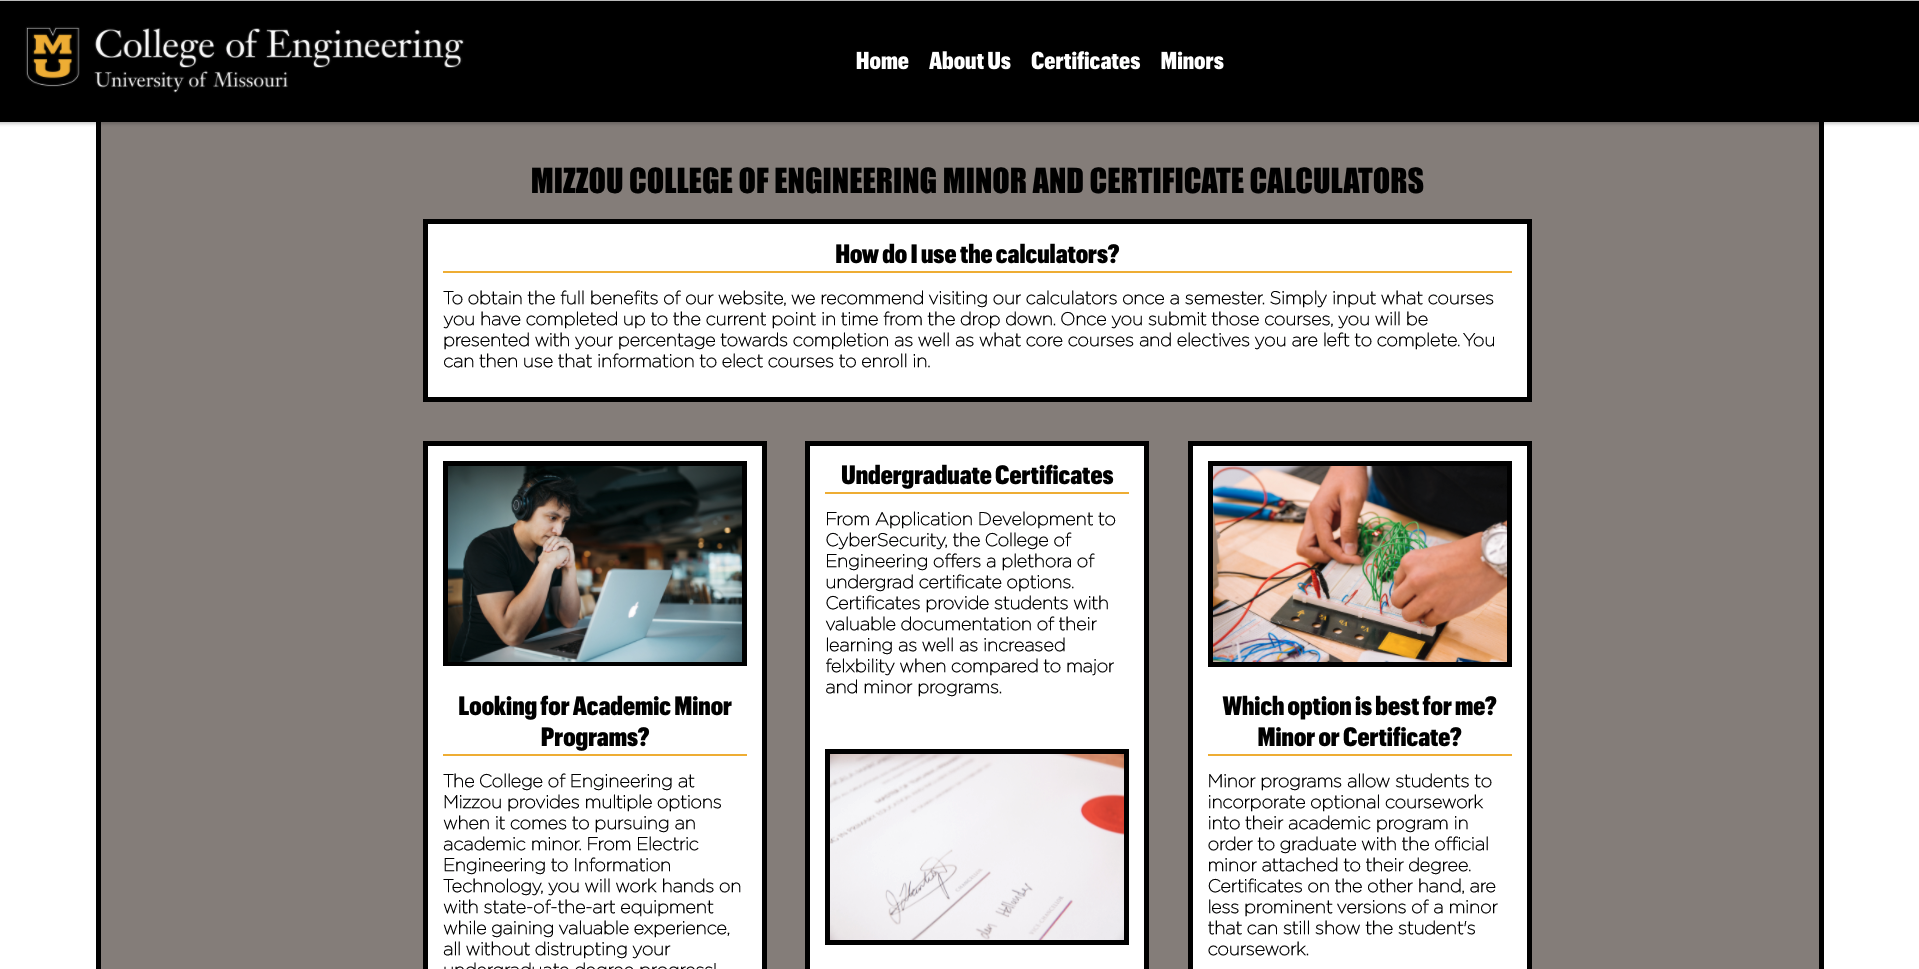 College of Engineering
University of Missouri
Home About Us Certificates Minors
MIZZOU COLLEGE OF ENGINEERING MINOR AND CERTIFICATE CALCULATORS
How do I use the calculators?
To obtain the full benefits of our website, we recommend visiting our calculators once a semester. Simply input what courses
you have completed up to the current point in time from the drop down. Once you submit those courses, you will be
presented with your percentage towards completion as well as what core courses and electives you are left to complete. You
can then use that information to elect courses to enroll in.
Looking for Academic Minor
Programs?
The College of Engineering at
Mizzou provides multiple options
when it comes to pursuing an
academic minor. From Electric
Engineering to Information
Technology, you will work hands on
with state-of-the-art equipment
while gaining valuable experience,
all without distrupting your
undergraduate degree progress!
Undergraduate Certificates
From Application Development to
CyberSecurity, the College of
Engineering offers a plethora of
undergrad certificate options.
Certificates provide students with
valuable documentation of their
learning as well as increased
felxbility when compared to major
and minor programs.
Which option is best for me?
Minor or Certificate?
Minor programs allow students to
incorporate optional coursework
into their academic program in
order to graduate with the official
minor attached to their degree.
Certificates on the other hand, are
less prominent versions of a minor
that can still show the student's
coursework.